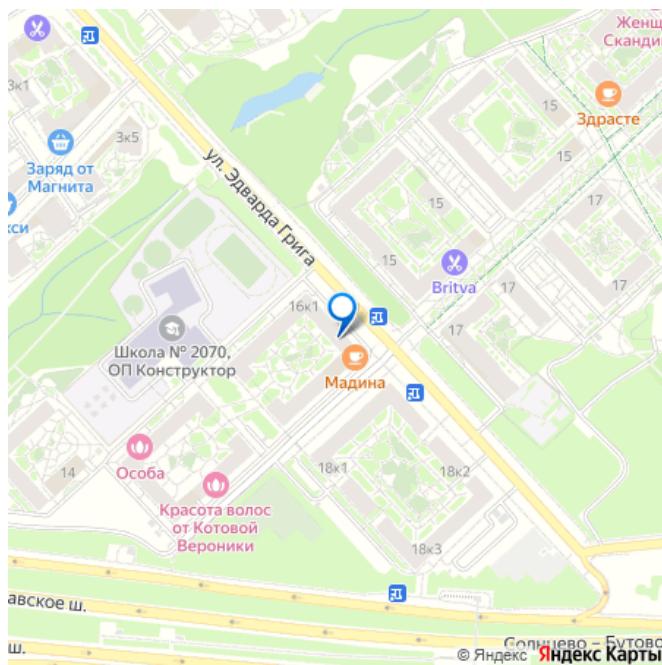 Женщ
Сканди
3к1
15
Здрасте
3к5
Заряд от
Магнита
кси
ул. Эдварда Грига
15
17
15
15
Britva
17
17
16к1
Школа № 2070,
ОП Конструктор
Мадина
Особа
14
18к1
18к2
Красота волос
от Котовой
Вероники
18к3
авское ш.
ш.
Солнцево – Бутово
© Яндекс Яндекс Карты